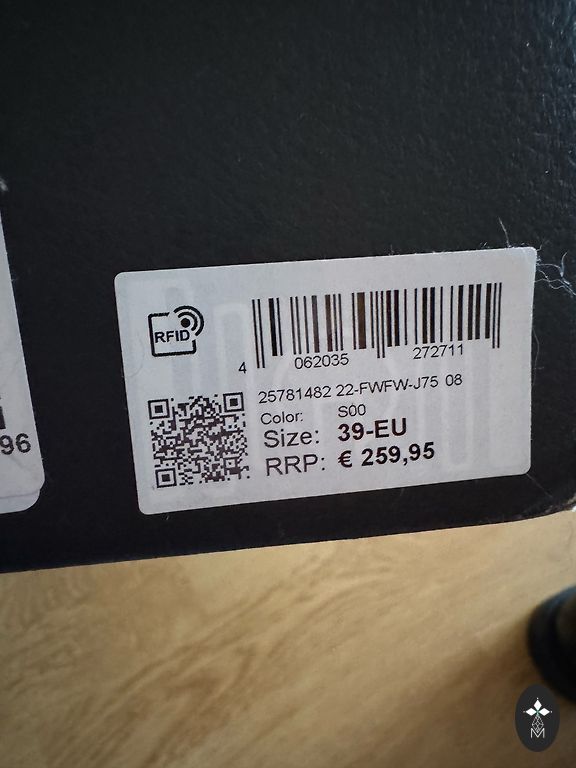 RFID
4 062035 272711
25781482 22-FWFW-J75 08
Color: S00
Size: 39-EU
RRP: € 259,95
96
M